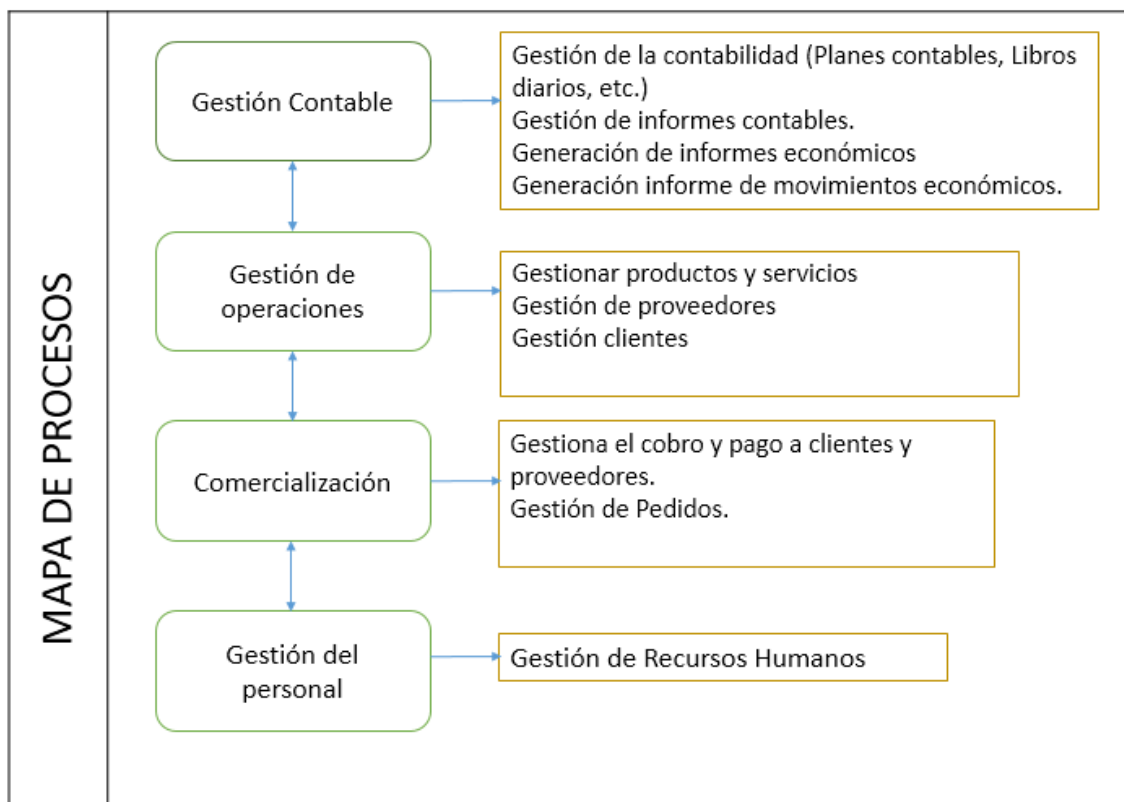 MAPA DE PROCESOS
Gestión Contable
Gestión de la contabilidad (Planes contables, Libros
diarios, etc.)
Gestión de informes contables.
Generación de informes económicos
Generación informe de movimientos económicos.
Gestión de
operaciones
Gestionar productos y servicios
Gestión de proveedores
Gestión clientes
Comercialización
Gestiona el cobro y pago a clientes y
proveedores.
Gestión de Pedidos.
Gestión del
personal
Gestión de Recursos Humanos